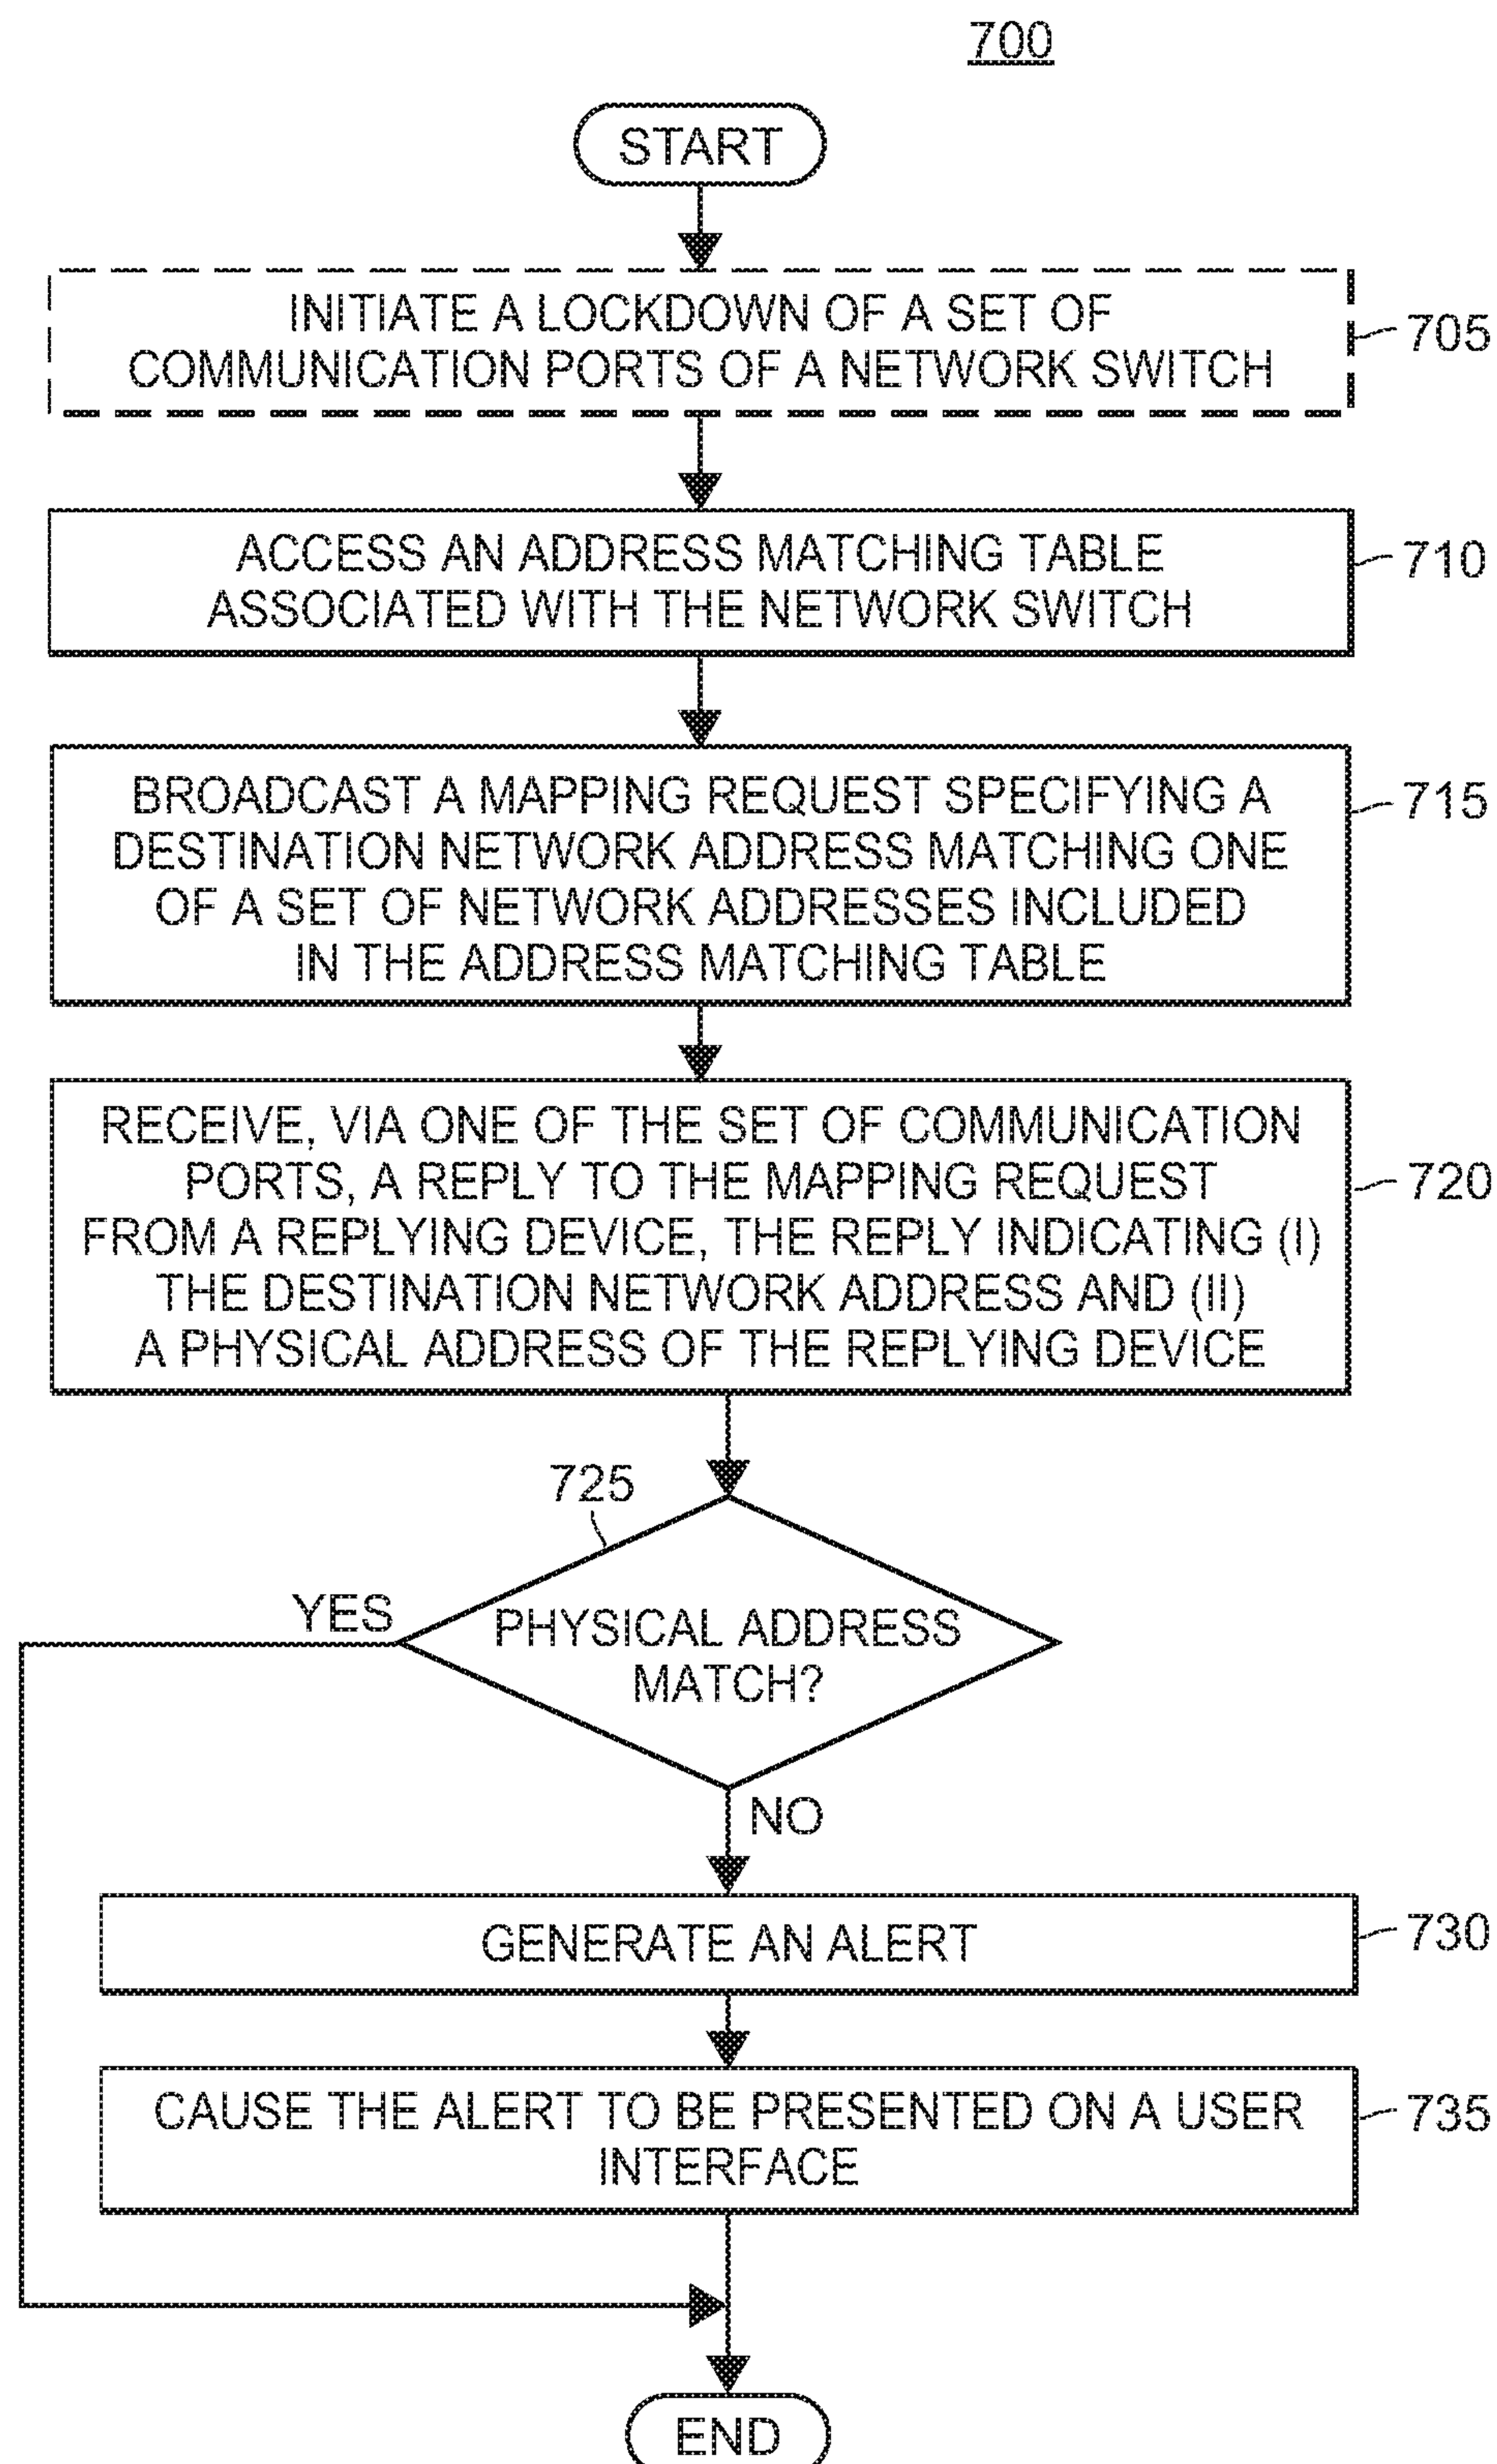 700
START
INITIATE A LOCKDOWN OF A SET OF
COMMUNICATION PORTS OF A NETWORK SWITCH
705
ACCESS AN ADDRESS MATCHING TABLE
ASSOCIATED WITH THE NETWORK SWITCH
710
BROADCAST A MAPPING REQUEST SPECIFYING A
DESTINATION NETWORK ADDRESS MATCHING ONE
OF A SET OF NETWORK ADDRESSES INCLUDED
IN THE ADDRESS MATCHING TABLE
715
RECEIVE, VIA ONE OF THE SET OF COMMUNICATION
PORTS, A REPLY TO THE MAPPING REQUEST
FROM A REPLYING DEVICE, THE REPLY INDICATING (I)
THE DESTINATION NETWORK ADDRESS AND (II)
A PHYSICAL ADDRESS OF THE REPLYING DEVICE
720
725
YES
PHYSICAL ADDRESS
MATCH?
NO
GENERATE AN ALERT
730
CAUSE THE ALERT TO BE PRESENTED ON A USER
INTERFACE
735
END